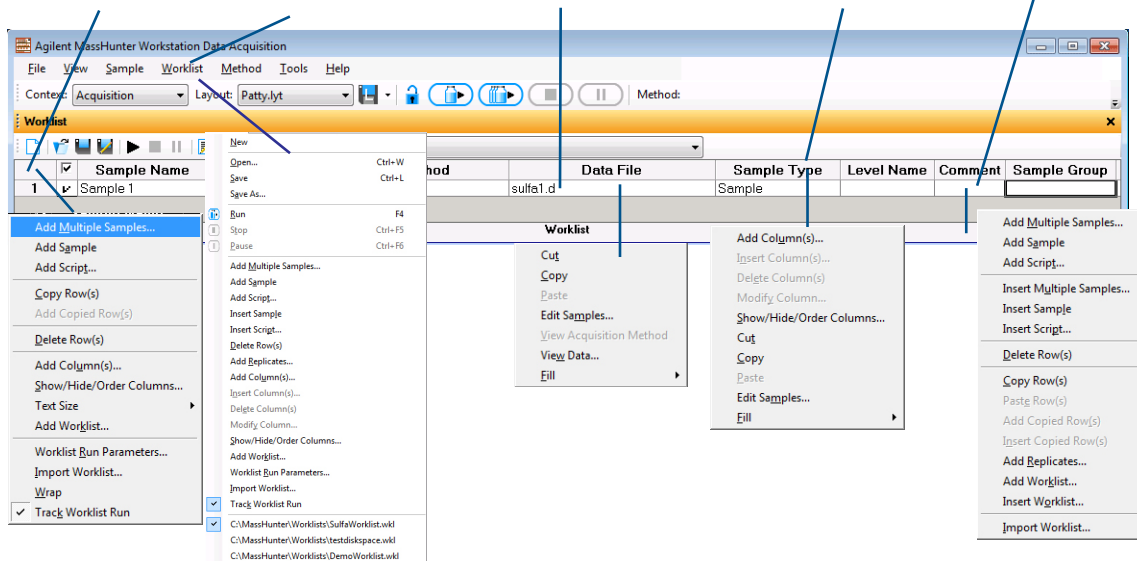 Agilent MassHunter Workstation Data Acquisition
File View Sample Worklist Method Tools Help
Context: Acquisition Layout: Patty.lyt Method:
Worklist
Sample Name hod Data File Sample Type Level Name Comment Sample Group
1 Sample 1 sulfa1.d Sample
Worklist
Add Multiple Samples...
Add Sample
Add Script...
Copy Row(s)
Add Copied Row(s)
Delete Row(s)
Add Column(s)...
Show/Hide/Order Columns...
Text Size
Add Worklist...
Worklist Run Parameters...
Import Worklist...
Wrap
Track Worklist Run
New
Open... Ctrl+W
Save Ctrl+L
Save As...
Run F4
Stop Ctrl+F5
Pause Ctrl+F6
Add Multiple Samples...
Add Sample
Add Script...
Insert Sample
Insert Script...
Delete Row(s)
Add Replicates...
Add Column(s)...
Insert Column(s)...
Delete Column(s)
Modify Column...
Show/Hide/Order Columns...
Add Worklist...
Worklist Run Parameters...
Import Worklist...
Track Worklist Run
C:\MassHunter\Worklists\SulfaWorklist.wkl
C:\MassHunter\Worklists\testdiskspace.wkl
C:\MassHunter\Worklists\DemoWorklist.wkl
Cut
Copy
Paste
Edit Samples...
View Acquisition Method
View Data...
Fill
Add Column(s)...
Insert Column(s)...
Delete Column(s)
Modify Column...
Show/Hide/Order Columns...
Cut
Copy
Paste
Edit Samples...
Fill
Add Multiple Samples...
Add Sample
Add Script...
Insert Multiple Samples...
Insert Sample
Insert Script...
Delete Row(s)
Copy Row(s)
Paste Row(s)
Add Copied Row(s)
Insert Copied Row(s)
Add Replicates...
Add Worklist...
Insert Worklist...
Import Worklist...